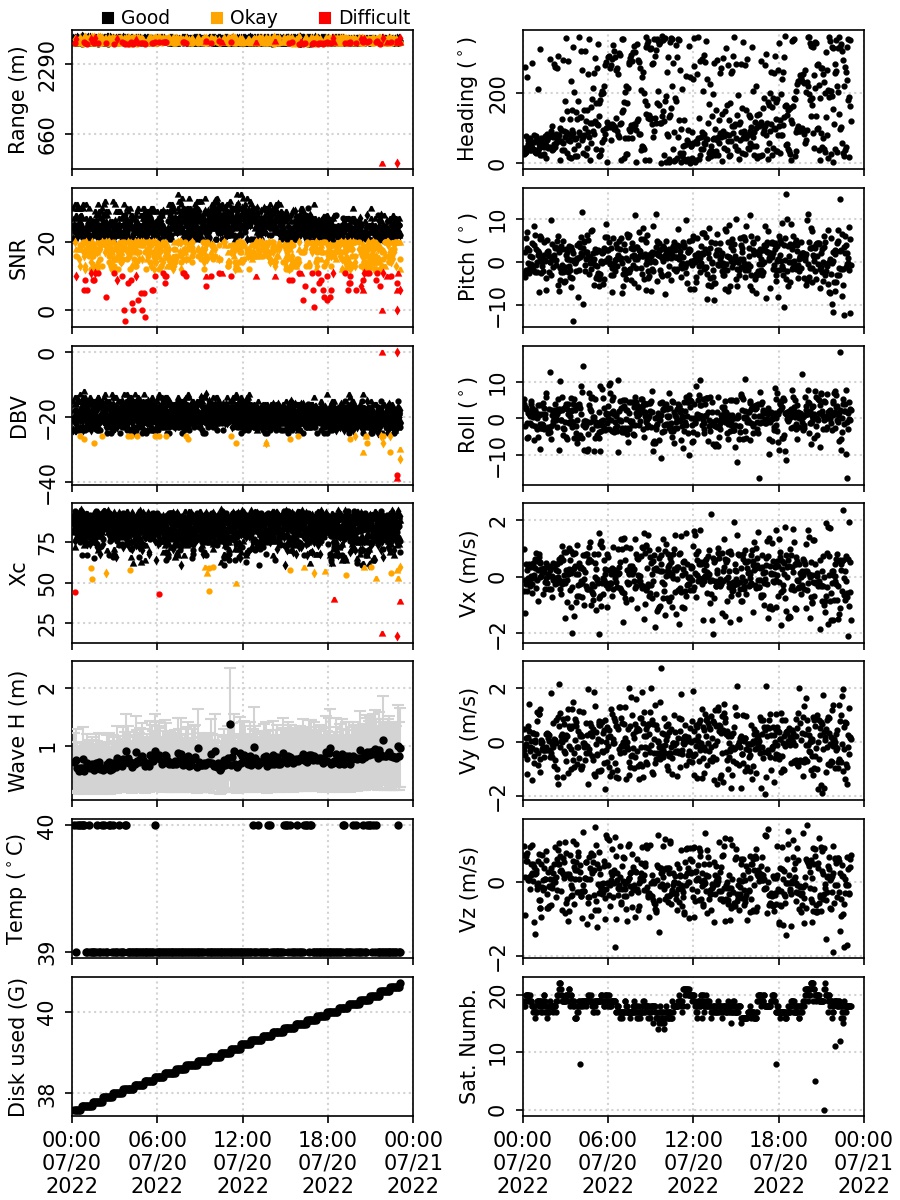 Good Okay Difficult
Range (m)
2290
660
Heading (°)
200
0
SNR
20
0
Pitch (°)
10
0
−10
DBV
0
−20
−40
Roll (°)
10
0
−10
Xc
75
50
25
Vx (m/s)
2
0
−2
Wave H (m)
2
1
Vy (m/s)
2
0
−2
Temp (°C)
40
39
Vz (m/s)
0
−2
Disk used (G)
40
38
Sat. Numb.
20
10
0
00:00 06:00 12:00 18:00 00:00
07/20 07/20 07/20 07/20 07/21
2022 2022 2022 2022 2022
00:00 06:00 12:00 18:00 00:00
07/20 07/20 07/20 07/20 07/21
2022 2022 2022 2022 2022